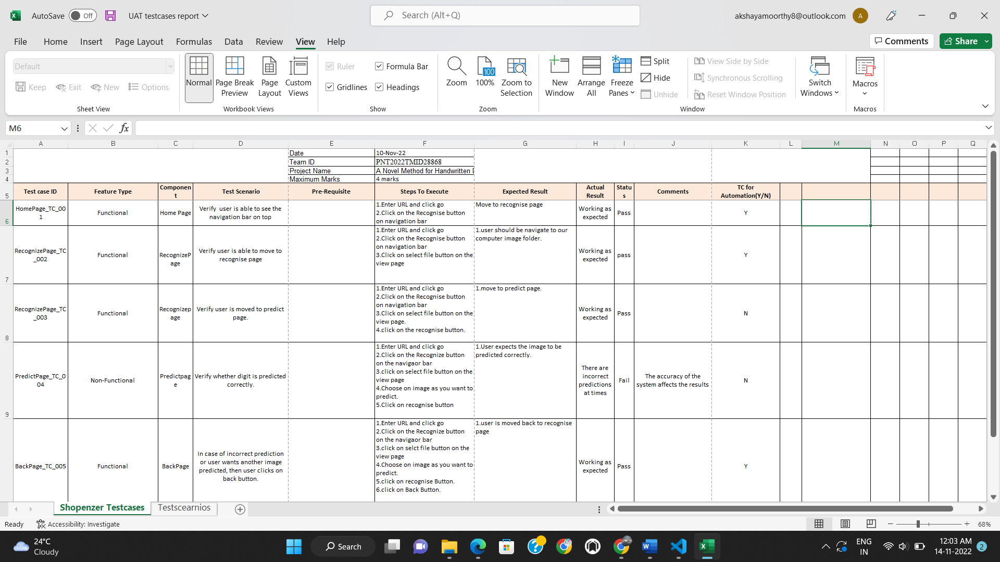 AutoSave Off UAT testcases report Search (Alt+Q) akshayamoorthy8@outlook.com A
File Home Insert Page Layout Formulas Data Review View Help Comments Share
Default
Keep Exit New Options
Sheet View
Normal
Page Break Preview
Page Layout
Custom Views
Workbook Views
Ruler Formula Bar
Gridlines Headings
Show
Zoom
100
100%
Zoom to Selection
Zoom
New Window
Arrange All
Freeze Panes
Split
Hide
Unhide
View Side by Side
Synchronous Scrolling
Reset Window Position
Switch Windows
Window
Macros
Macros
M6 fx
A B C D E F G H I J K L M N O P Q
1 Date 10-Nov-22
2 Team ID PNT2022TMID28868
3 Project Name A Novel Method for Handwritten
4 Maximum Marks 4 marks
5 Test case ID Feature Type Componen
t Test Scenario Pre-Requisite Steps To Execute Expected Result Actual
Result Statu
s Comments TC for
Automation(Y/N)
6
HomePage_TC_00
1
Functional
Home Page
Verify user is able to see the
navigation bar on top
1.Enter URL and click go
2.Click on the Recognise button
on navigation bar
Move to recognise page
Working as
expected
Pass
Y
7
RecognizePage_TC
_002
Functional
RecognizeP
age
Verify user is able to move to
recognise page
1.Enter URL and click go
2.Click on the Recognise button
on navigation bar
3.Click on select file button on the
view page
1.user should be navigate to our
computer image folder.
Working as
expected
pass
Y
8
RecognizePage_TC
_003
Functional
Recognizep
age
Verify user is moved to predict
page.
1.Enter URL and click go
2.Click on the Recognise button
on navigation bar
3.Click on select file button on the
view page.
4.click on the recognise button.
1.move to predict page.
Working as
expected
Pass
N
9
PredictPage_TC_0
04
Non-Functional
Predictpag
e
Verify whether digit is predicted
correctly.
1.Enter URL and click go
2.Click on the Recognize button
on the navigaor bar
3.click on select file button on the
view page
4.Choose on image as you want to
predict.
5.Click on recognise button
1.User expects the image to be
predicted correctly.
There are
incorrect
predictions
at times
Fail
The accuracy of the
system affects the results
N
BackPage_TC_005
Functional
BackPage
In case of incorrect prediction
or user wants another image
predicted, then user clicks on
back button.
1.Enter URL and click go
2.Click on the Recognize button
on the navigaor bar
3.click on selct file button on the
view page
4.Choose on image as you want to
predict.
5.click on recognise Button.
6.click on Back Button.
1.user is moved back to recognise
page
Working as
expected
Pass
Y
Shopenzer Testcases Testscearnios
Ready Accessibility: Investigate 68%
24°C
Cloudy
Search
ENG
IN
12:03 AM
14-11-2022
2